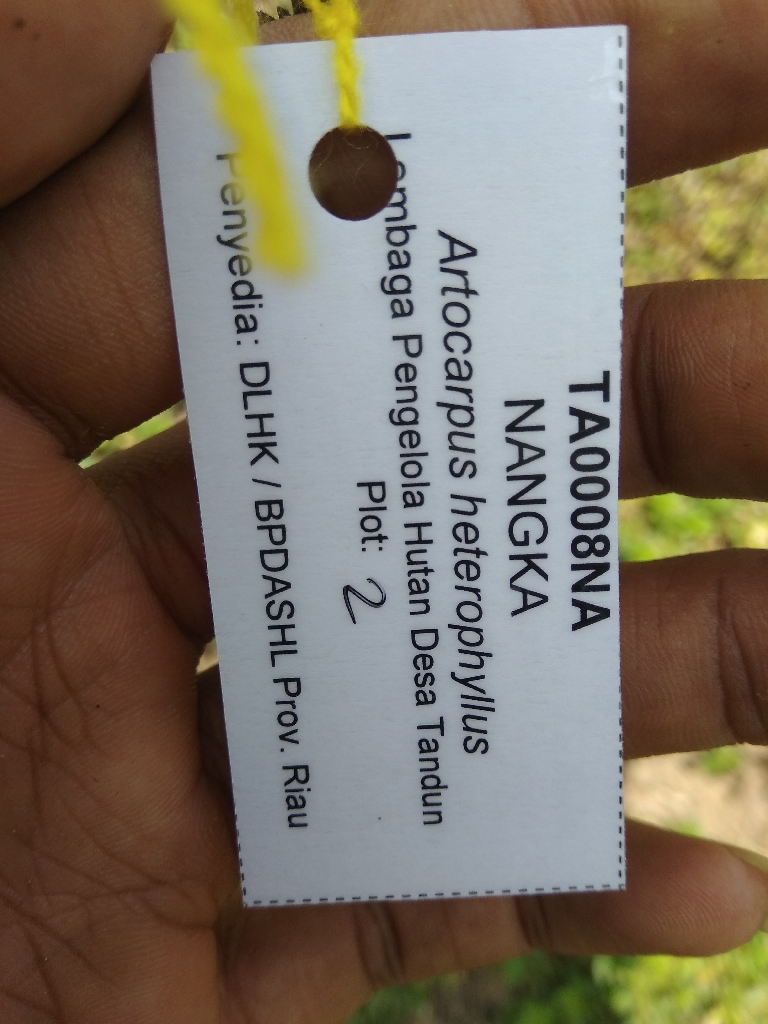 TA0008NA
NANGKA
Artocarpus heterophyllus
Lembaga Pengelola Hutan Desa Tandun
Plot: 2
Penyedia: DLHK / BPDASHL Prov. Riau